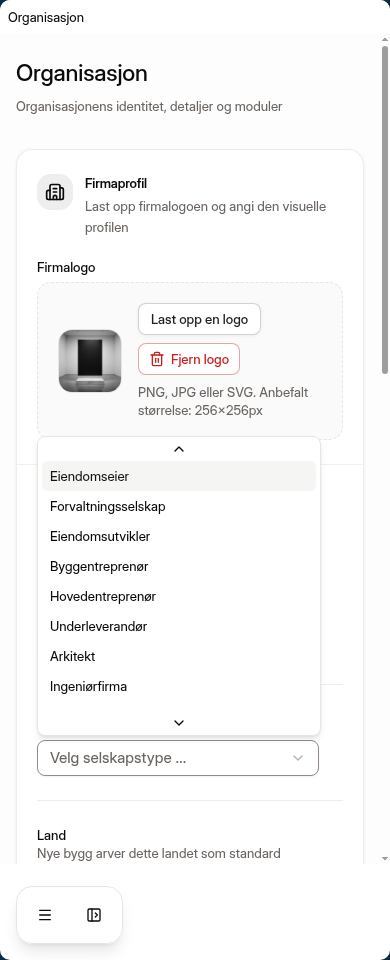 Organisasjon
Organisasjon
Organisasjonens identitet, detaljer og moduler
Firmaprofil
Last opp firmalogoen og angi den visuelle
profilen
Firmalogo
Last opp en logo
Fjern logo
PNG, JPG eller SVG. Anbefalt
størrelse: 256×256px
Eiendomseier
Forvaltningsselskap
Eiendomsutvikler
Byggentreprenør
Hovedentreprenør
Underleverandør
Arkitekt
Ingeniørfirma
Velg selskapstype ...
Land
Nye bygg arver dette landet som standard